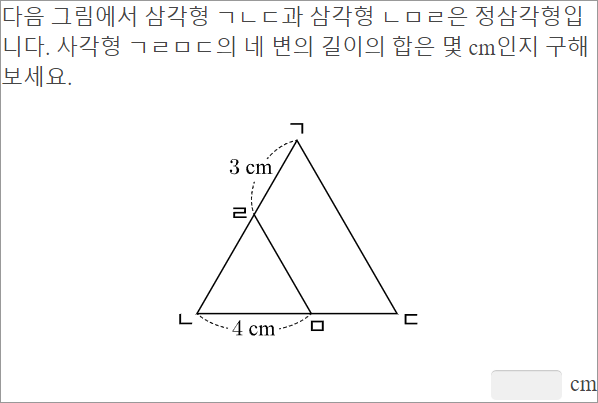 다음 그림에서 삼각형 ㄱㄴㄷ과 삼각형 ㄴㅁㄹ은 정삼각형입
니다. 사각형 ㄱㄹㅁㄷ의 네 변의 길이의 합은 몇 cm인지 구해
보세요.
ㄱ
3 cm
ㄹ
ㄴ
4 cm
ㅁ
ㄷ
cm